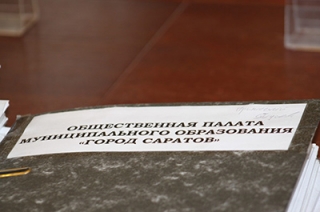 ОБЩЕСТВЕННАЯ ПАЛАТА
МУНИЦИПАЛЬНОГО ОБРАЗОВАНИЯ
«ГОРОД САРАТОВ»